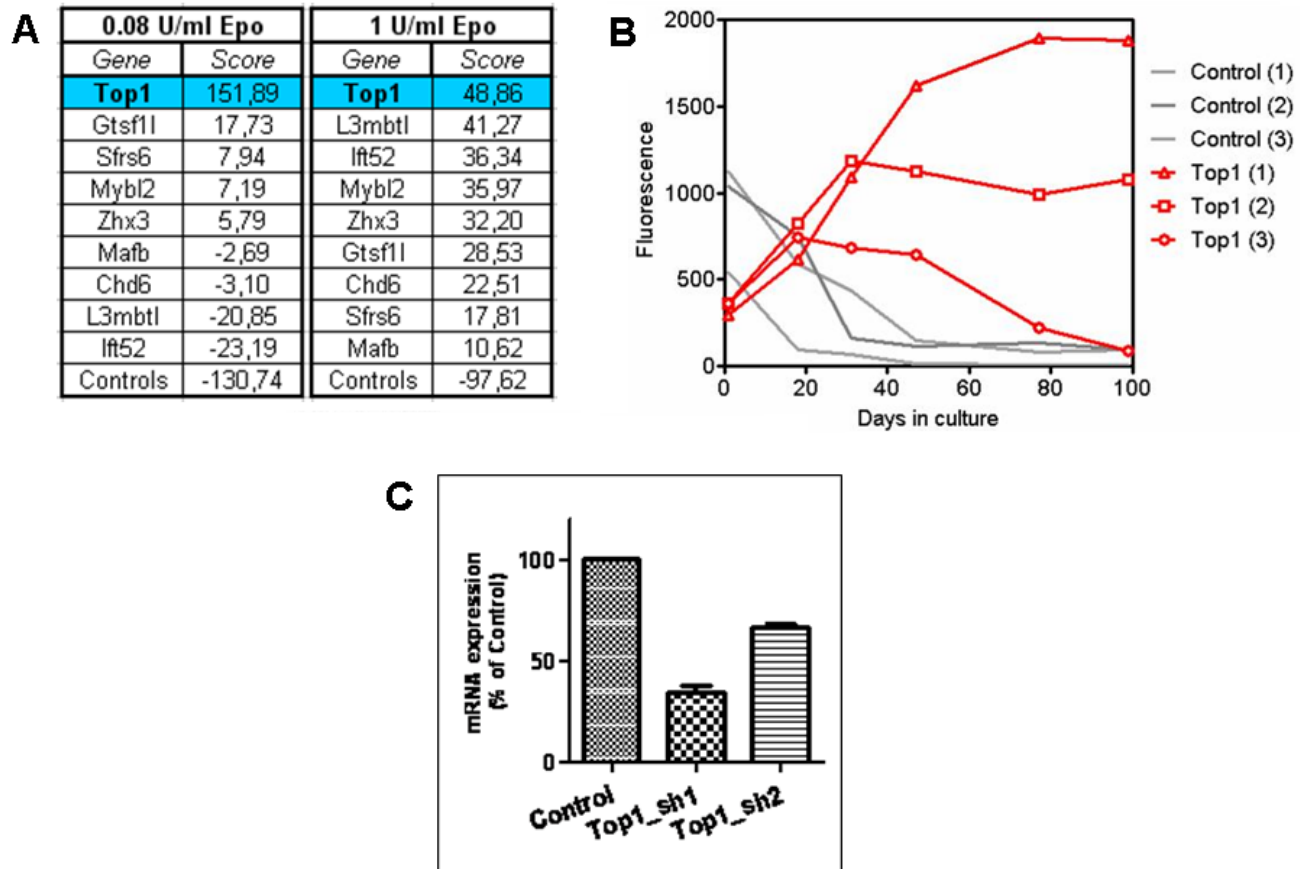 A
0.08 U/ml Epo 1 U/ml Epo
Gene Score Gene Score
Top1 151,89 Top1 48,86
Gtsf1l 17,73 L3mbtl 41,27
Sfrs6 7,94 Ift52 36,34
Mybl2 7,19 Mybl2 35,97
Zhx3 5,79 Zhx3 32,20
Mafb -2,69 Gtsf1l 28,53
Chd6 -3,10 Chd6 22,51
L3mbtl -20,85 Sfrs6 17,81
Ift52 -23,19 Mafb 10,62
Controls -130,74 Controls -97,62
B
Fluorescence
2000
1500
1000
500
0
0 20 40 60 80 100
Days in culture
Control (1)
Control (2)
Control (3)
Top1 (1)
Top1 (2)
Top1 (3)
C
mRNA expression
(% of Control)
100
50
0
Control Top1_sh1 Top1_sh2